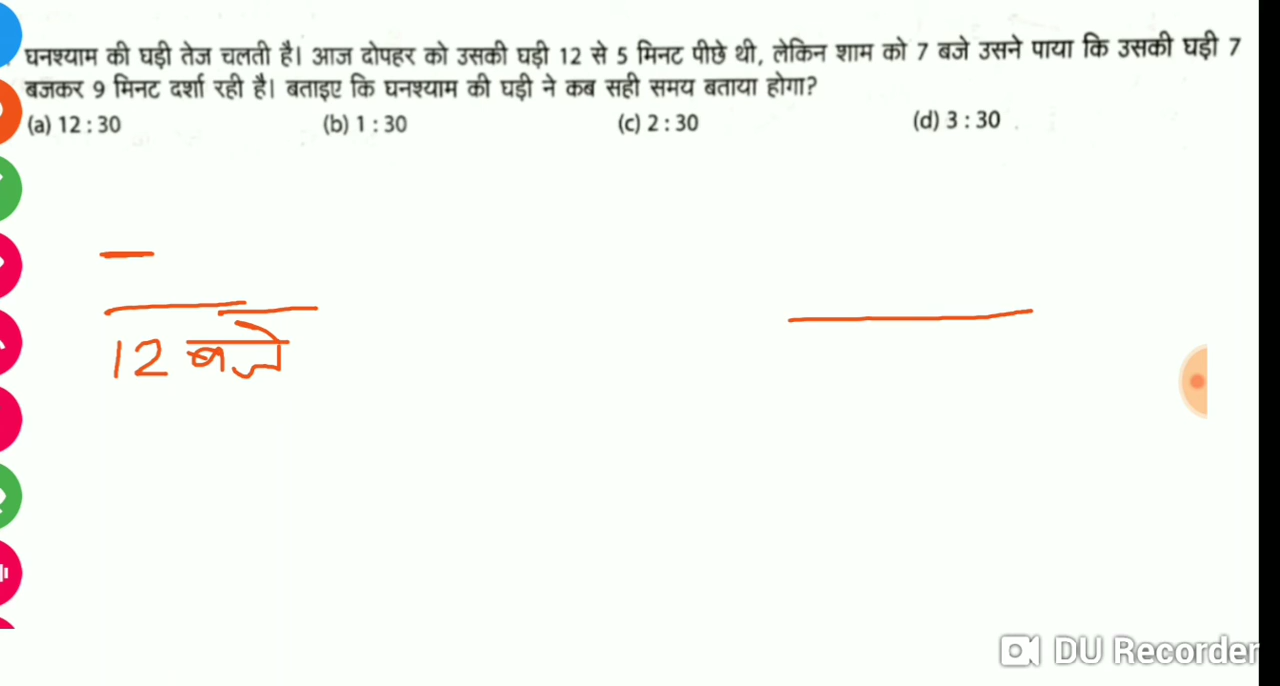 घनश्याम की घड़ी तेज चलती है। आज दोपहर को उसकी घड़ी 12 से 5 मिनट पीछे थी, लेकिन शाम को 7 बजे उसने पाया कि उसकी घड़ी 7
बजकर 9 मिनट दर्शा रही है। बताइए कि घनश्याम की घड़ी ने कब सही समय बताया होगा?
(a) 12 : 30 (b) 1 : 30 (c) 2 : 30 (d) 3 : 30
12 बजे
DU Recorder